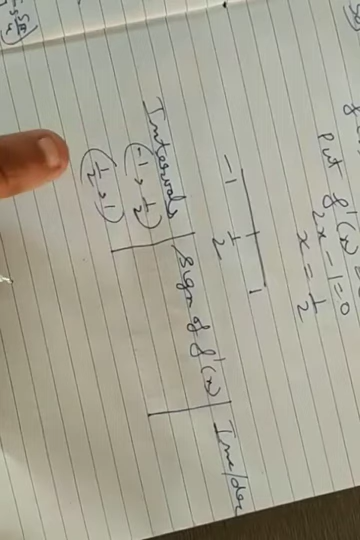 Put f'(x) =
2x - 1 = 0
x = 1/2
-1 1/2 1
Intervals | Sign of f'(x) | Inc/dec
(-1, 1/2)
(1/2, 1)